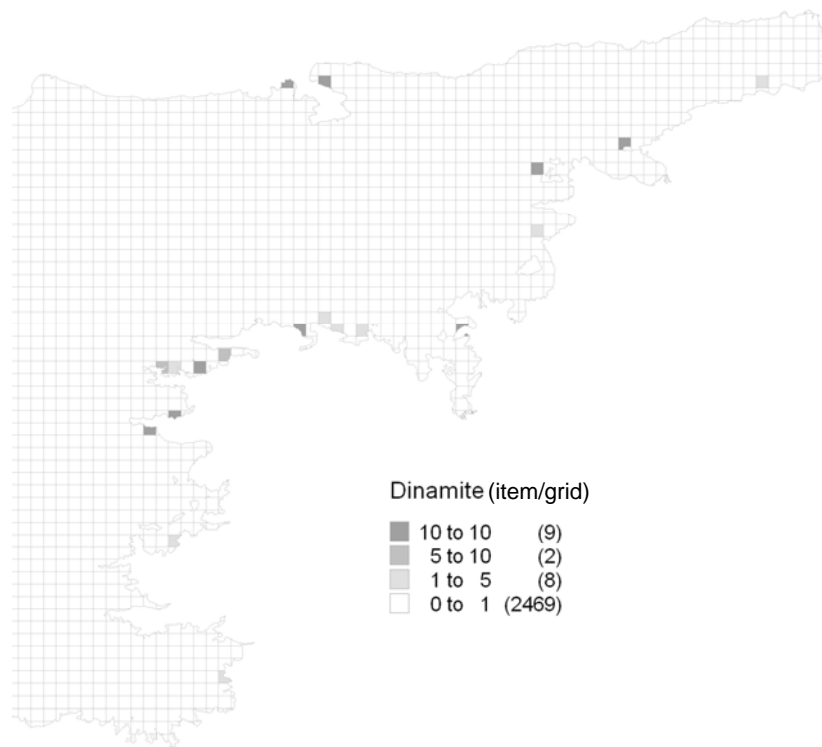 Dinamite (item/grid)
10 to 10 (9)
5 to 10 (2)
1 to 5 (8)
0 to 1 (2469)